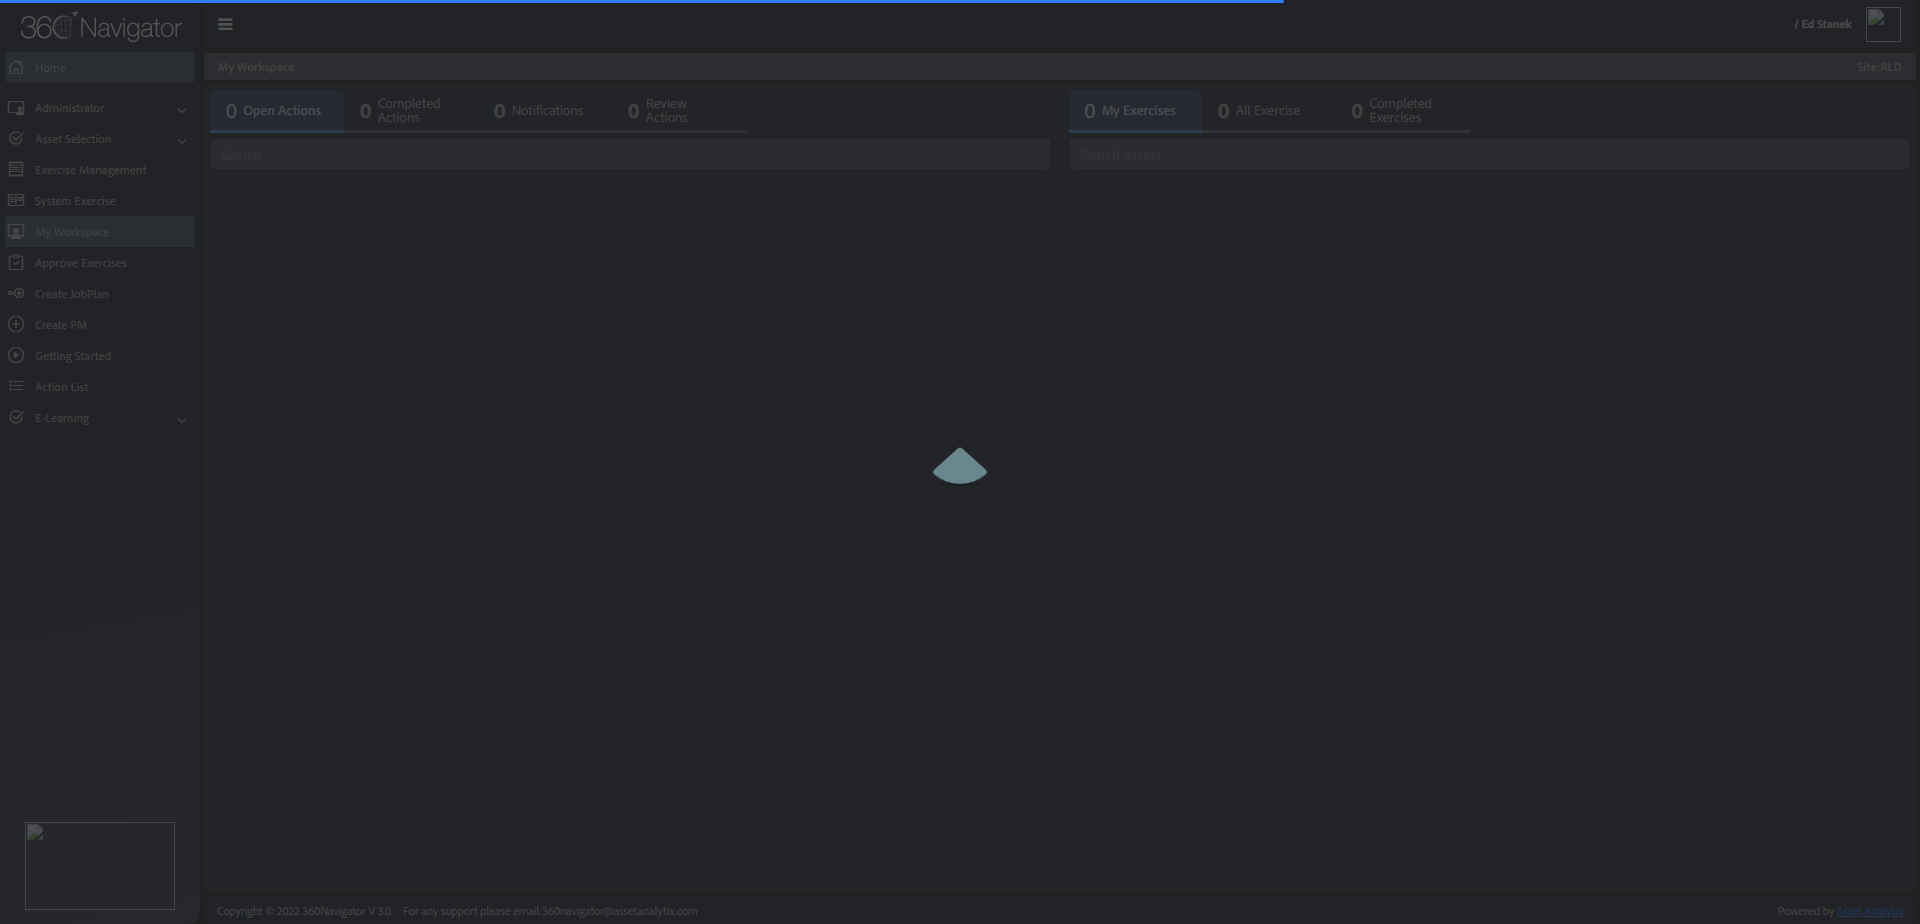 360 Navigator
/ Ed Stanek
Home
My Workspace
Site:RLD
Administrator
Asset Selection
Exercise Management
System Exercise
My Workspace
Approve Exercises
Create JobPlan
Create PM
Getting Started
Action List
E-Learning
0 Open Actions
0 Completed Actions
0 Notifications
0 Review Actions
Search
0 My Exercises
0 All Exercise
0 Completed Exercises
Search Assets
Copyright © 2022 360Navigator V 3.0 For any support please email:360navigator@assetanalytix.com
Powered by Asset Analytix